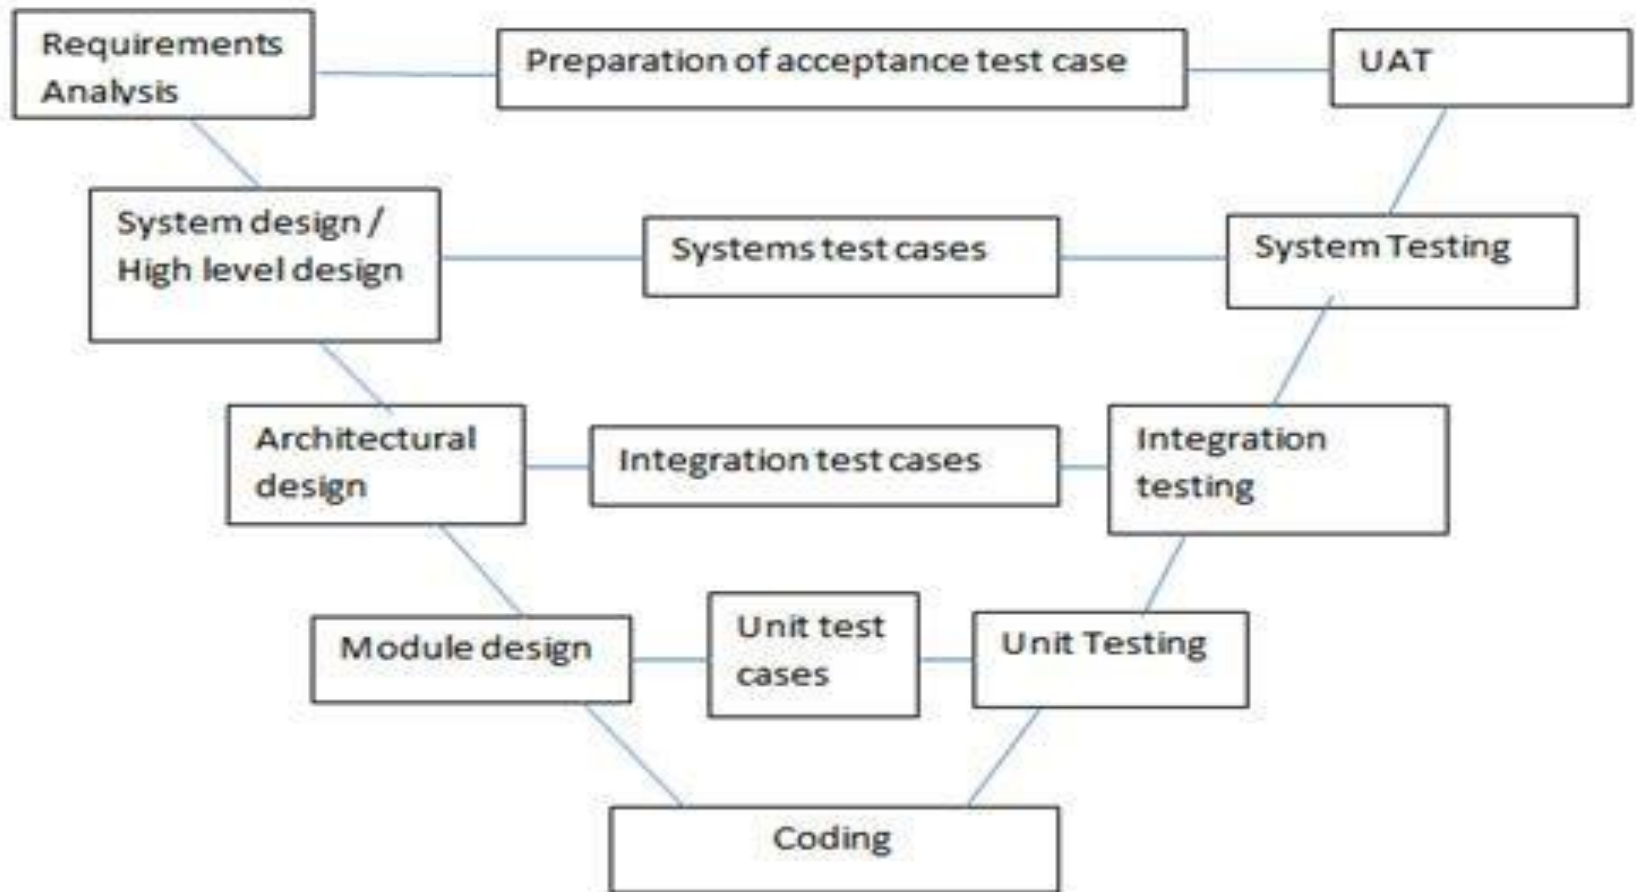 Requirements
Analysis
Preparation of acceptance test case
UAT
System design /
High level design
Systems test cases
System Testing
Architectural
design
Integration test cases
Integration
testing
Module design
Unit test
cases
Unit Testing
Coding